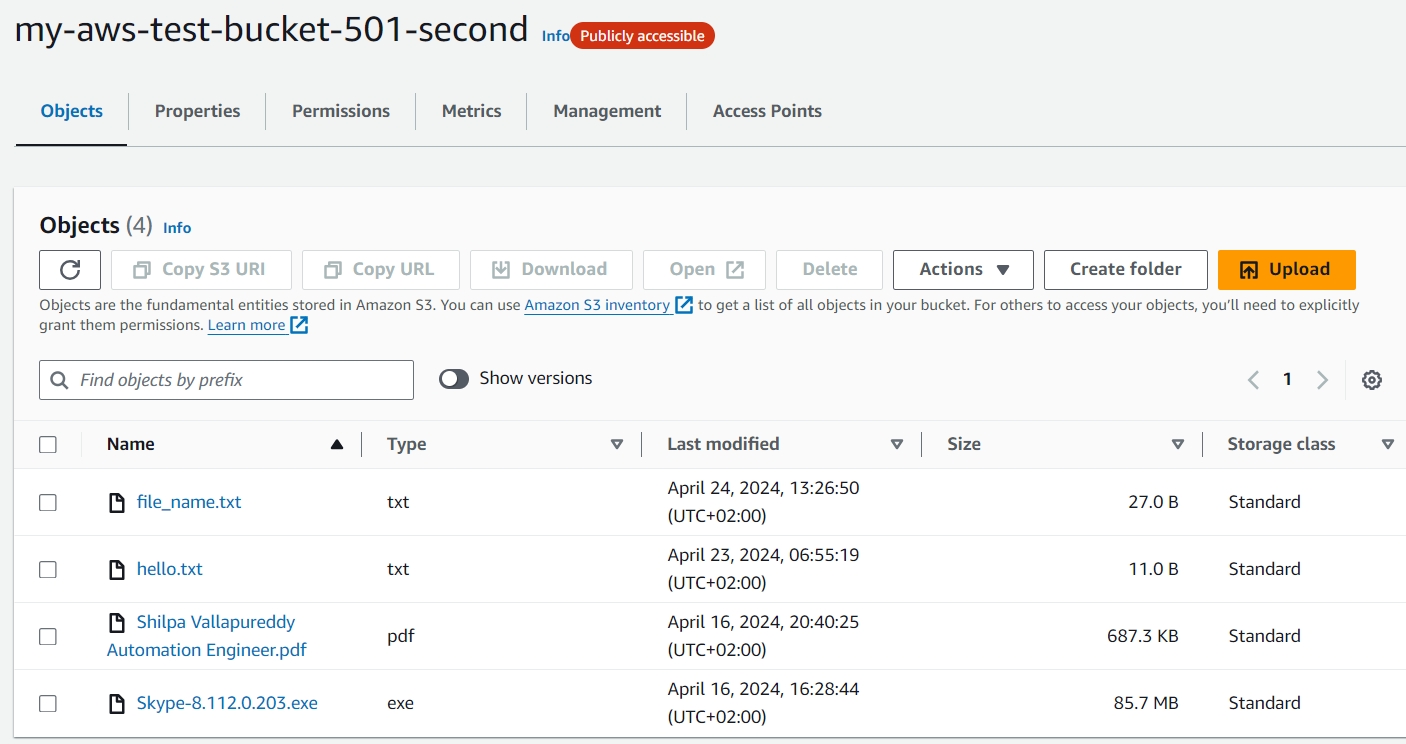 my-aws-test-bucket-501-second Info Publicly accessible
Objects Properties Permissions Metrics Management Access Points
Objects (4) Info
Copy S3 URI Copy URL Download Open Delete Actions Create folder Upload
Objects are the fundamental entities stored in Amazon S3. You can use Amazon S3 inventory to get a list of all objects in your bucket. For others to access your objects, you’ll need to explicitly
grant them permissions. Learn more
Find objects by prefix Show versions 1
Name Type Last modified Size Storage class
file_name.txt txt April 24, 2024, 13:26:50 (UTC+02:00) 27.0 B Standard
hello.txt txt April 23, 2024, 06:55:19 (UTC+02:00) 11.0 B Standard
Shilpa Vallapureddy Automation Engineer.pdf pdf April 16, 2024, 20:40:25 (UTC+02:00) 687.3 KB Standard
Skype-8.112.0.203.exe exe April 16, 2024, 16:28:44 (UTC+02:00) 85.7 MB Standard